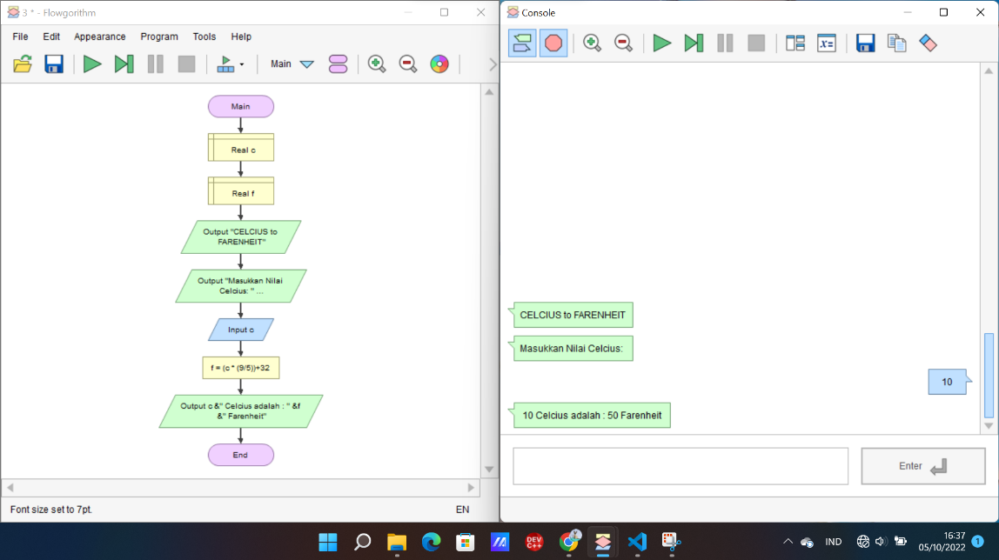 3 * - Flowgorithm
File Edit Appearance Program Tools Help
Main
Main
Real c
Real f
Output "CELCIUS to
FARENHEIT"
Output "Masukkan Nilai
Celcius: " ...
Input c
f = (c * (9/5))+32
Output c &" Celcius adalah : " &f
&" Farenheit"
End
Font size set to 7pt.
EN
Console
x=
CELCIUS to FARENHEIT
Masukkan Nilai Celcius:
10
10 Celcius adalah : 50 Farenheit
Enter
DEV
C++
Y
IND
16:37
05/10/2022
1